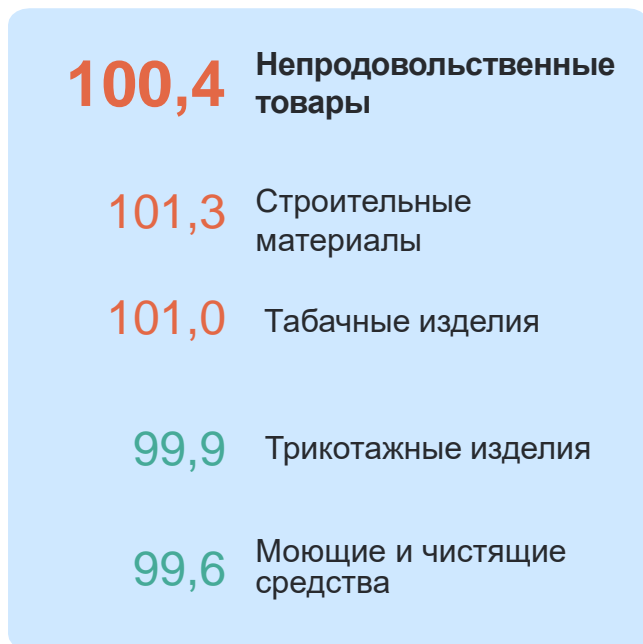 100,4 Непродовольственные
товары
101,3 Строительные
материалы
101,0 Табачные изделия
99,9 Трикотажные изделия
99,6 Моющие и чистящие
средства